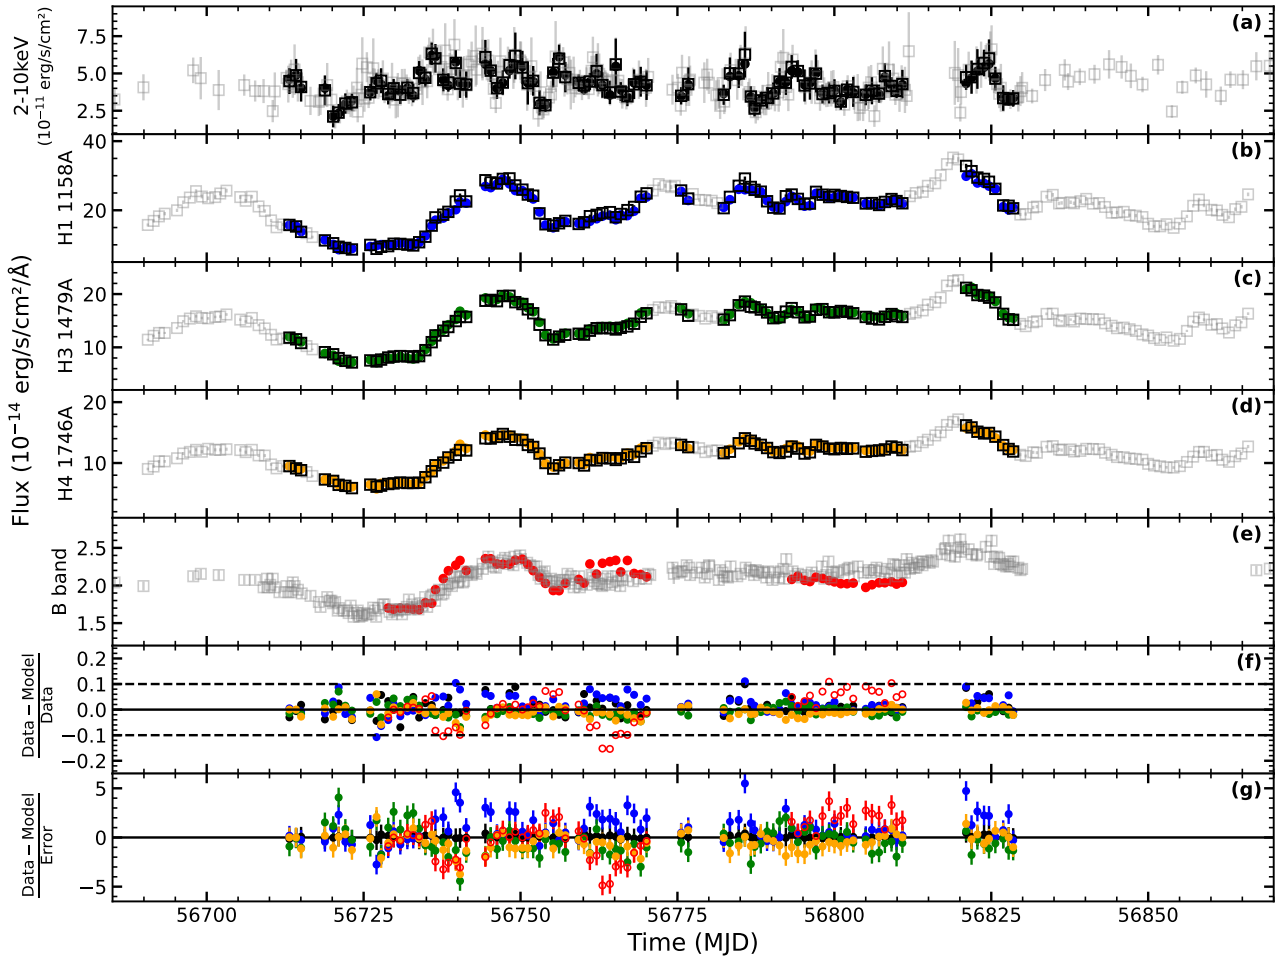 (a)
7.5
5.0
2.5
2-10keV
(10⁻¹¹ erg/s/cm²)
(b)
40
20
H1 1158A
(c)
20
10
H3 1479A
(d)
20
10
H4 1746A
Flux (10⁻¹⁴ erg/s/cm²/Å)
(e)
2.5
2.0
1.5
B band
(f)
0.2
0.1
0.0
−0.1
−0.2
Data − Model
Data
(g)
5
0
−5
Data − Model
Error
56700 56725 56750 56775 56800 56825 56850
Time (MJD)